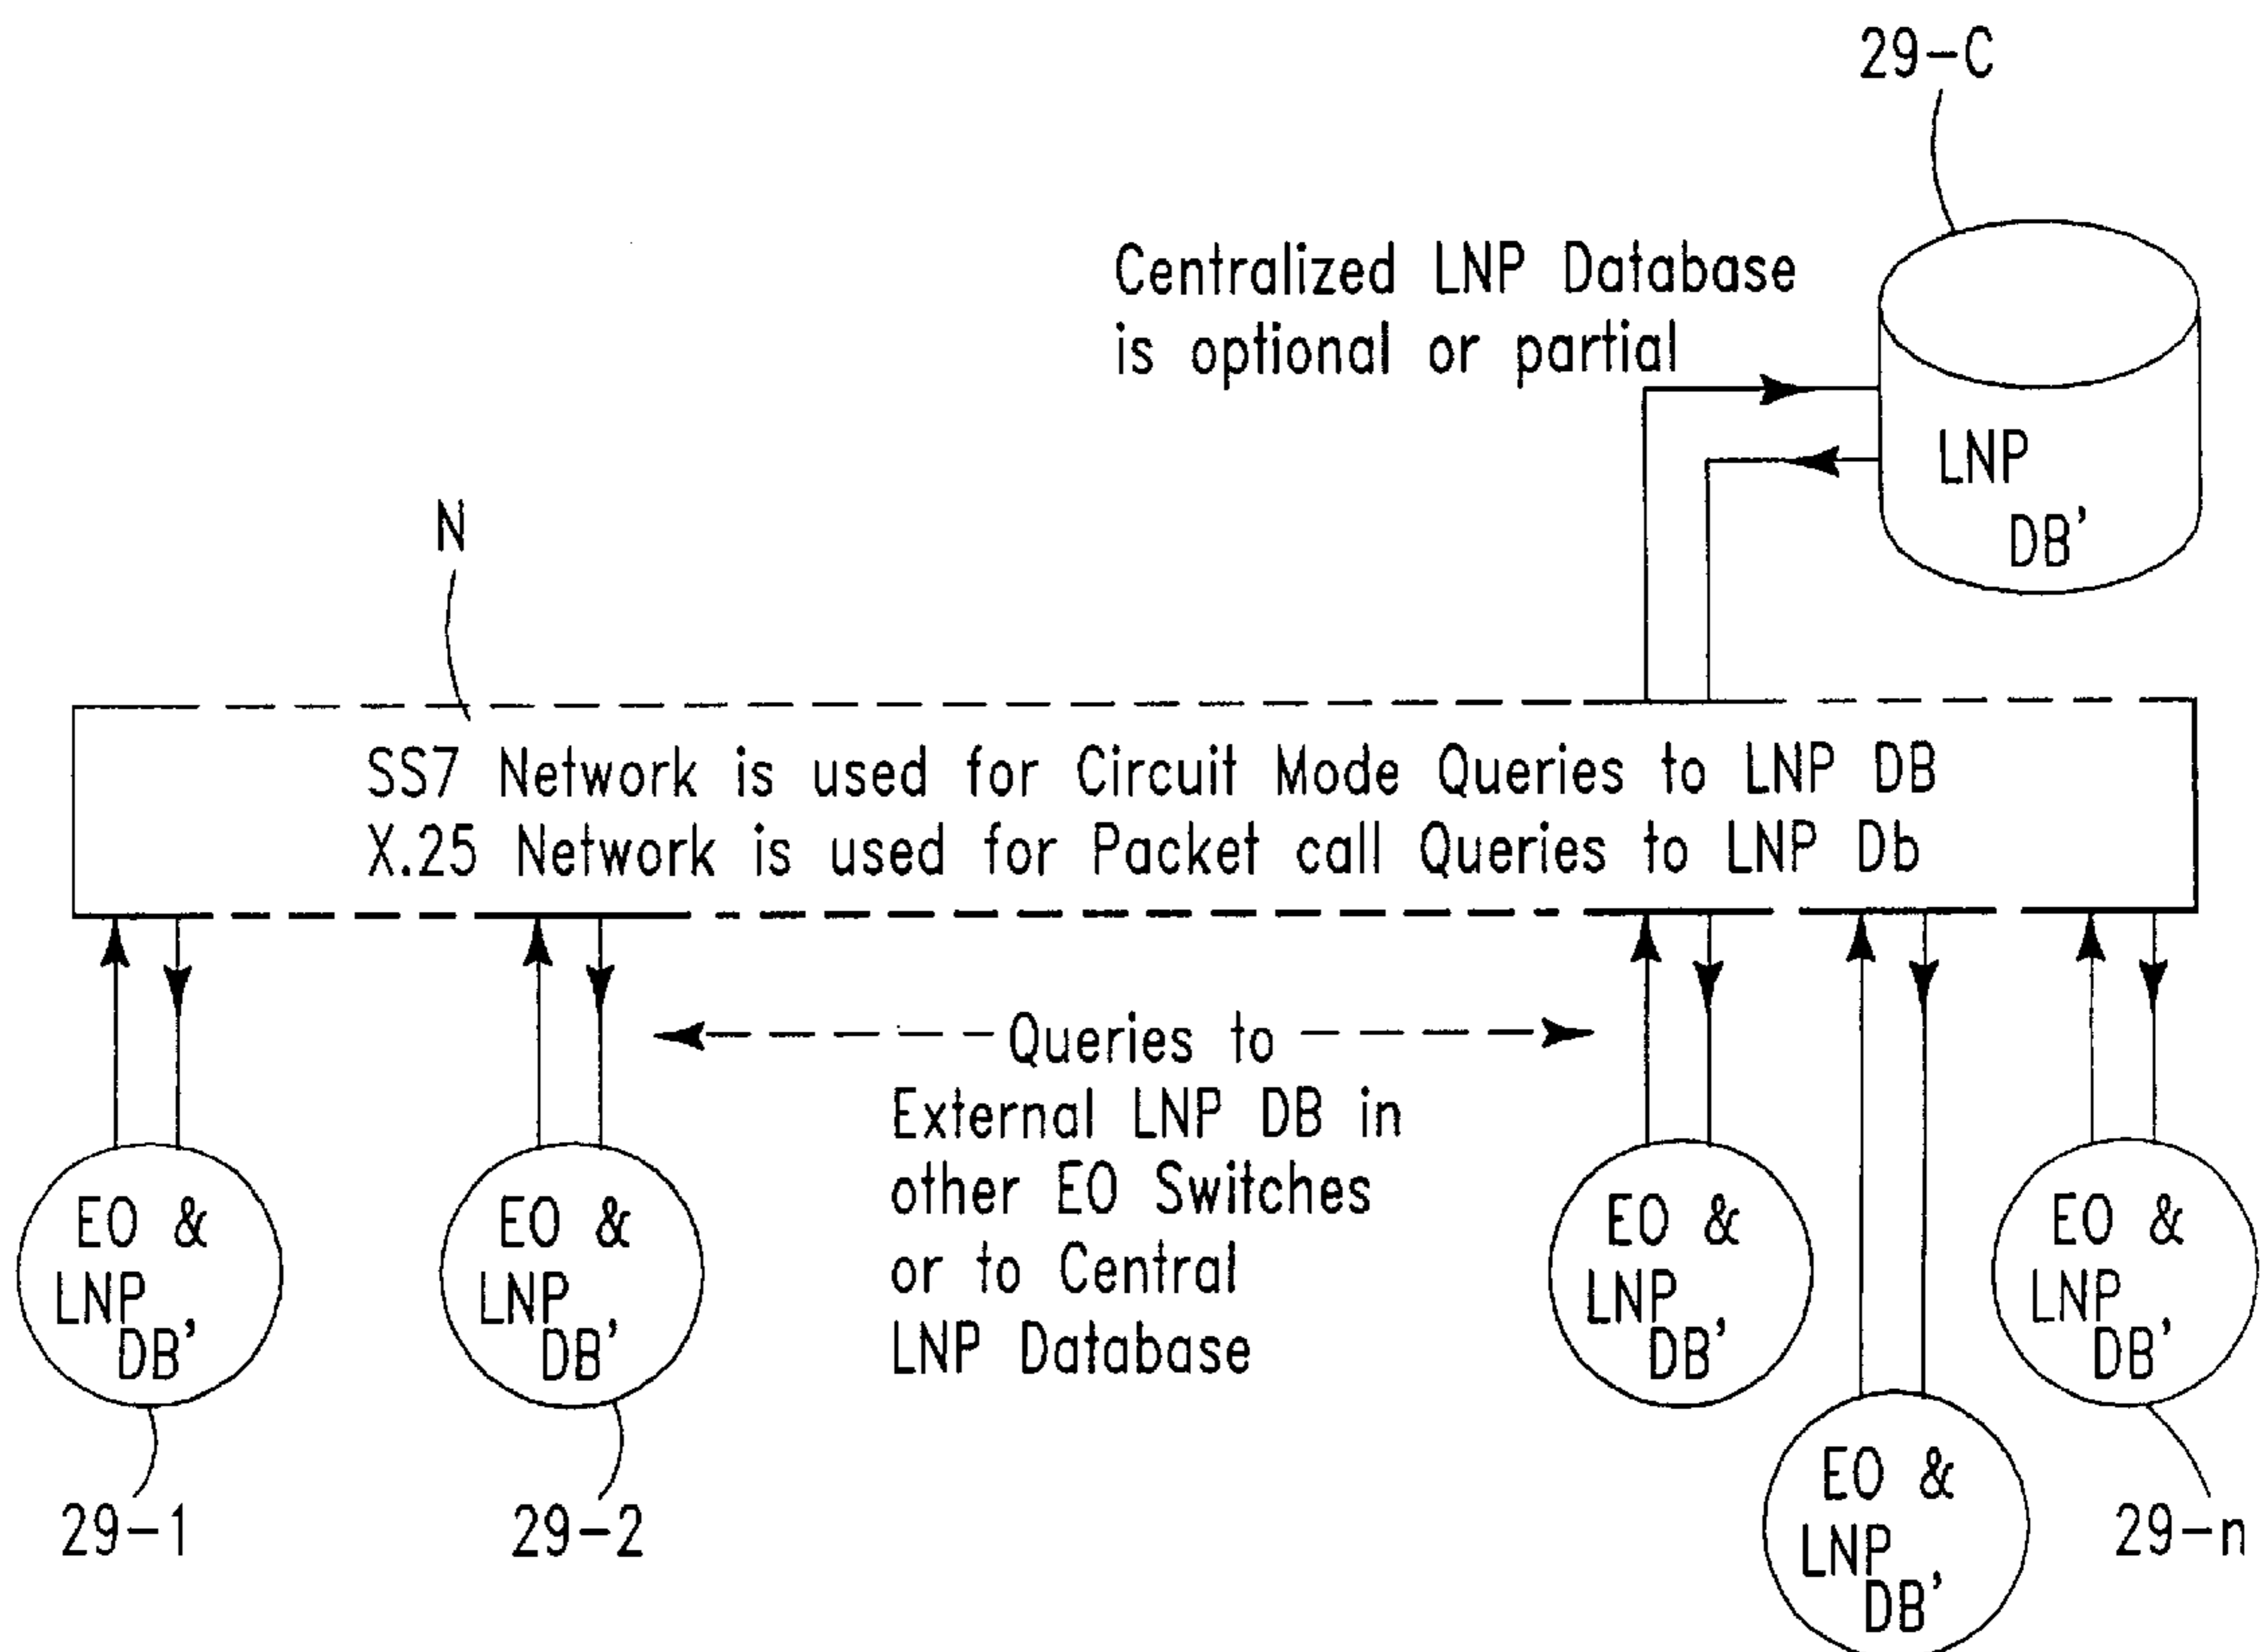 29-C
Centralized LNP Database
is optional or partial
LNP
DB'
N
SS7 Network is used for Circuit Mode Queries to LNP DB
X.25 Network is used for Packet call Queries to LNP Db
Queries to
External LNP DB in
other EO Switches
or to Central
LNP Database
EO &
LNP
DB'
EO &
LNP
DB'
EO &
LNP
DB'
EO &
LNP
DB'
EO &
LNP
DB'
29-1
29-2
29-n